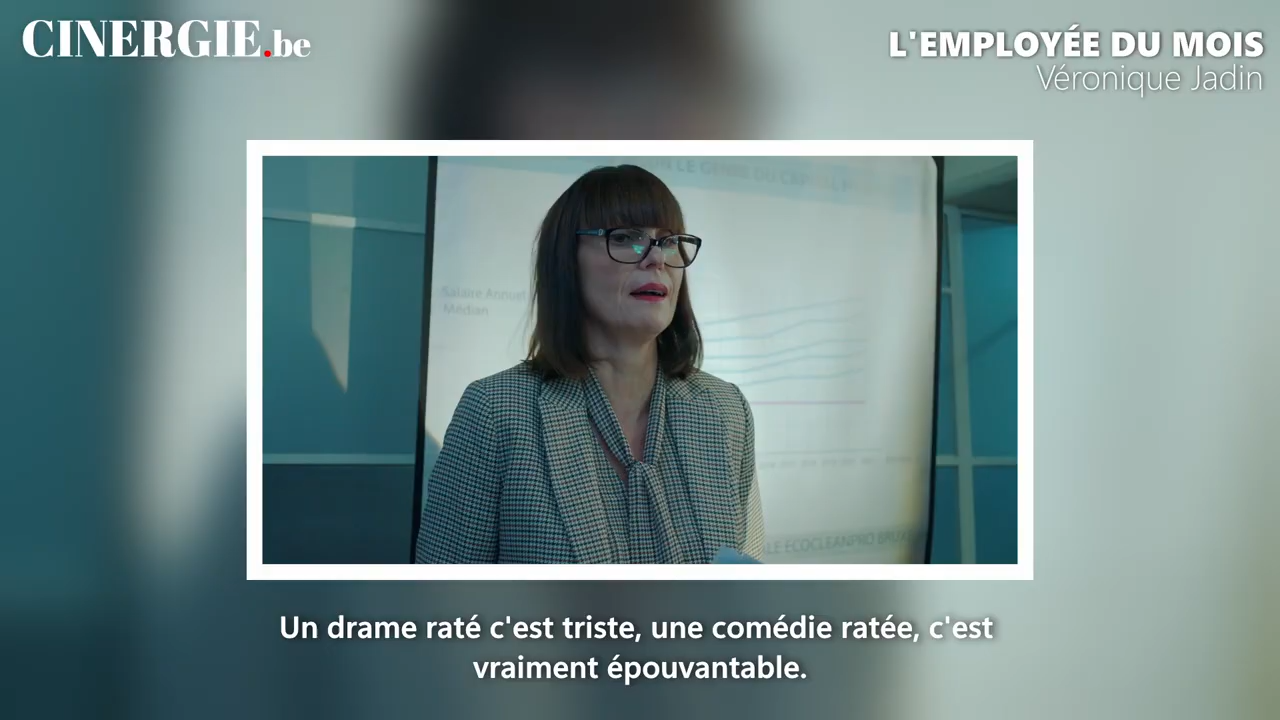 CINERGIE.be
L'EMPLOYÉE DU MOIS
Véronique Jadin
Salaire Annuel
Médian
ECOCLEANPRO
Un drame raté c'est triste, une comédie ratée, c'est
vraiment épouvantable.